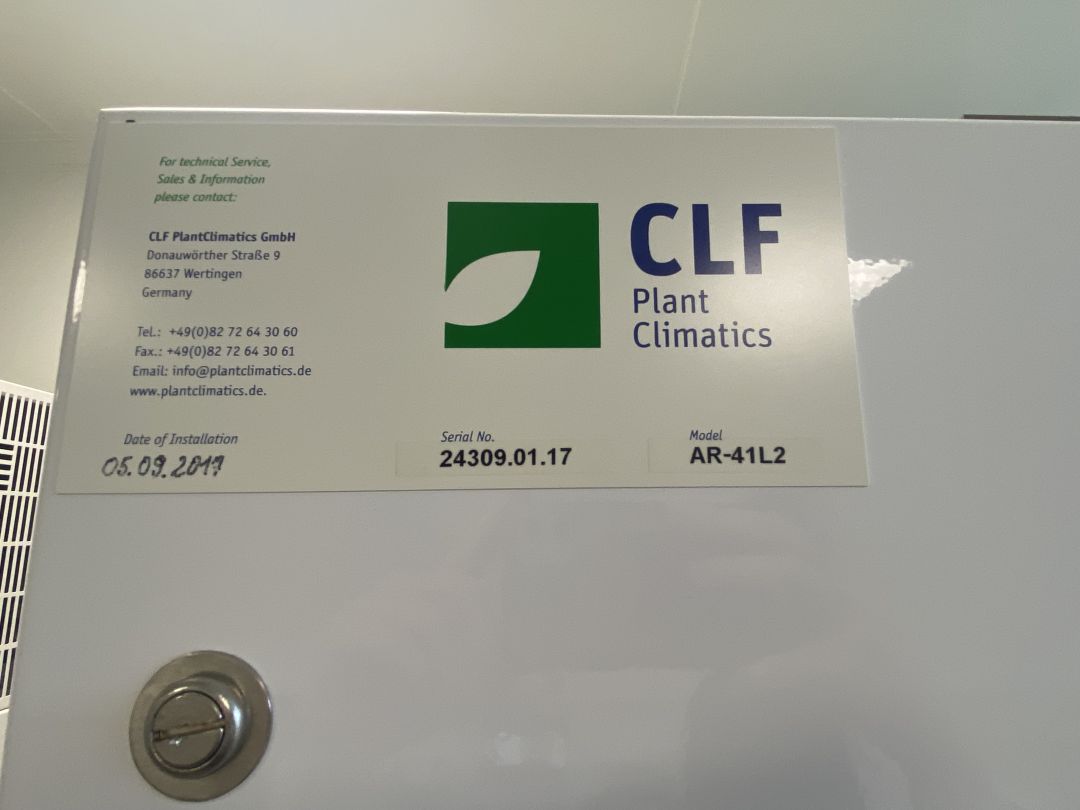 For technical Service,
Sales & Information
please contact:
CLF PlantClimatics GmbH
Donauwörther Straße 9
86637 Wertingen
Germany
Tel.: +49(0)82 72 64 30 60
Fax.: +49(0)82 72 64 30 61
Email: info@plantclimatics.de
www.plantclimatics.de.
Date of Installation
05.09.2017
CLF
Plant
Climatics
Serial No.
24309.01.17
Model
AR-41L2